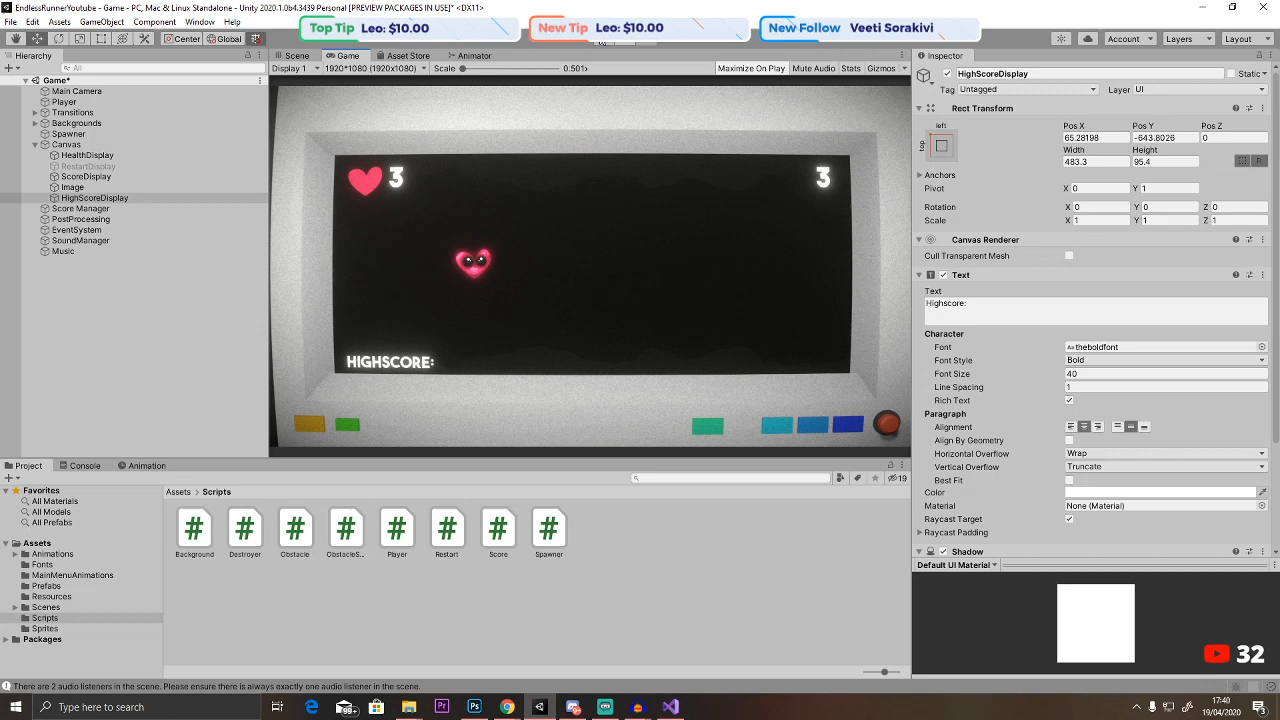 EndlessRunnerYoutube - Game - PC, Mac & Linux Standalone - Unity 2020.1.0b4.3439 Personal [PREVIEW PACKAGES IN USE]* <DX11>
Top Tip Leo: $10.00
New Tip Leo: $10.00
New Follow Veeti Sorakivi
Center
Global
Account
Layers
Layout
Hierarchy
Scene
Game
Asset Store
Animator
Inspector
All
Display 1
1920*1080 (1920x1080)
Scale
0.501x
Maximize On Play
Mute Audio
Stats
Gizmos
HighScoreDisplay
Static
Tag Untagged
Layer UI
Game*
Main Camera
Player
Transitions
Backgrounds
Spawner
Canvas
HealthDisplay
RestartDisplay
ScoreDisplay
Image
HighScoreDisplay
Score Manager
PostProcessing
EventSystem
SoundManager
Music
3
3
HIGHSCORE:
Rect Transform
left
top
Pos X
Pos Y
Pos Z
65.28198
-643.8026
0
Width
Height
483.3
95.4
R
Anchors
Pivot
X 0
Y 1
Rotation
X 0
Y 0
Z 0
Scale
X 1
Y 1
Z 1
Canvas Renderer
Cull Transparent Mesh
Text
Text
Highscore:
Character
Font
theboldfont
Font Style
Bold
Font Size
40
Line Spacing
1
Rich Text
Paragraph
Alignment
Align By Geometry
Horizontal Overflow
Wrap
Vertical Overflow
Truncate
Best Fit
Color
Material
None (Material)
Raycast Target
Raycast Padding
Shadow
Default UI Material
Project
Console
Animation
19
Favorites
All Materials
All Models
All Prefabs
Assets
Animations
Fonts
MainMenuAnimations
Prefabs
Resources
Scenes
Scripts
Sprites
Packages
Assets > Scripts
Background
Destroyer
Obstacle
ObstacleS...
Player
Restart
Score
Spawner
32
There are 2 audio listeners in the scene. Please ensure there is always exactly one audio listener in the scene.
Type here to search
99+
Pr
Ps
17:40
19/04/2020